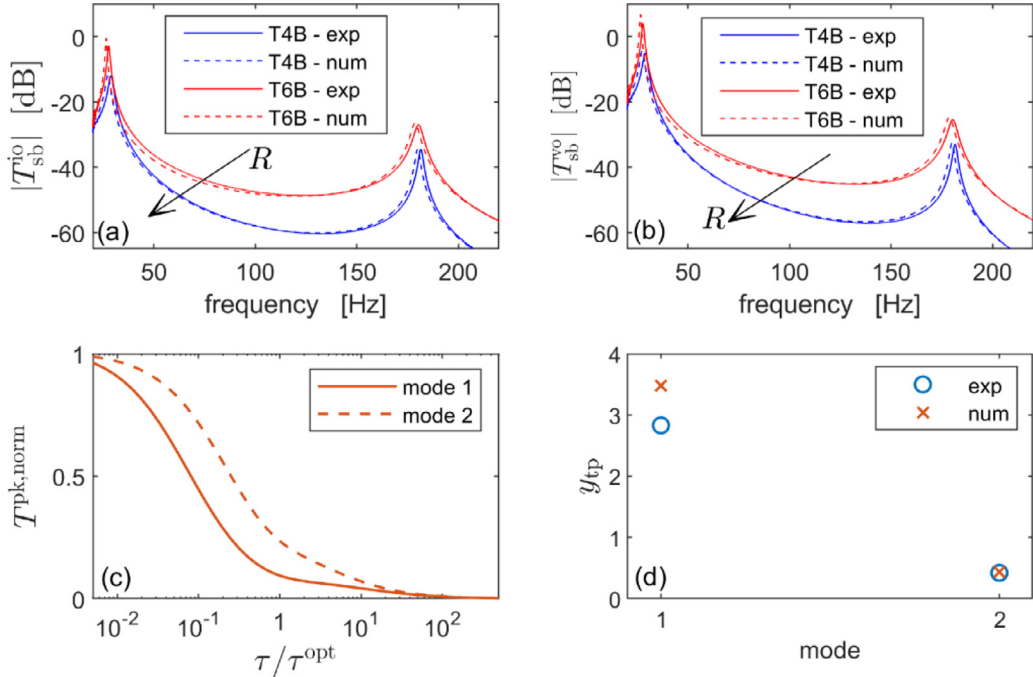 |T_sb^io| [dB]
0
-20
-40
-60
T4B - exp
T4B - num
T6B - exp
T6B - num
R
(a)
50 100 150 200
frequency [Hz]
|T_sb^vo| [dB]
0
-20
-40
-60
T4B - exp
T4B - num
T6B - exp
T6B - num
R
(b)
50 100 150 200
frequency [Hz]
T^pk,norm
1
0.5
0
mode 1
mode 2
(c)
10^-2 10^-1 1 10^1 10^2
τ/τ^opt
y_tp
4
3
2
1
0
exp
num
(d)
1 2
mode